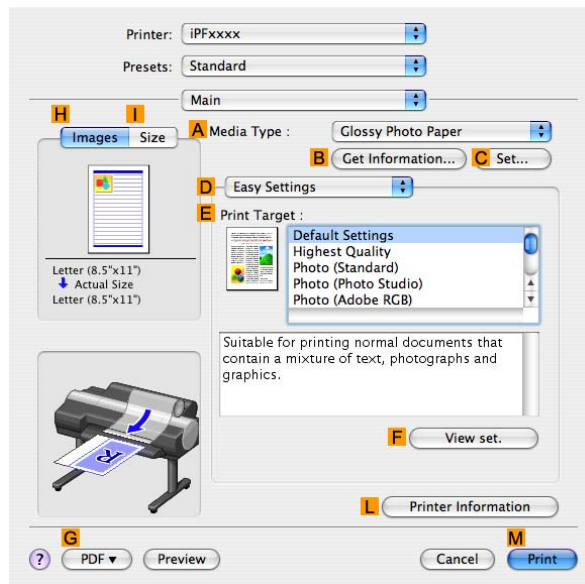 Printer: iPFxxxx
Presets: Standard
Main
H I
Images Size
A Media Type : Glossy Photo Paper
B Get Information... C Set...
D Easy Settings
E Print Target :
Default Settings
Highest Quality
Photo (Standard)
Photo (Photo Studio)
Photo (Adobe RGB)
Letter (8.5"x11")
Actual Size
Letter (8.5"x11")
Suitable for printing normal documents that
contain a mixture of text, photographs and
graphics.
R
F View set.
L Printer Information
G M
? PDF ▼ Preview Cancel Print